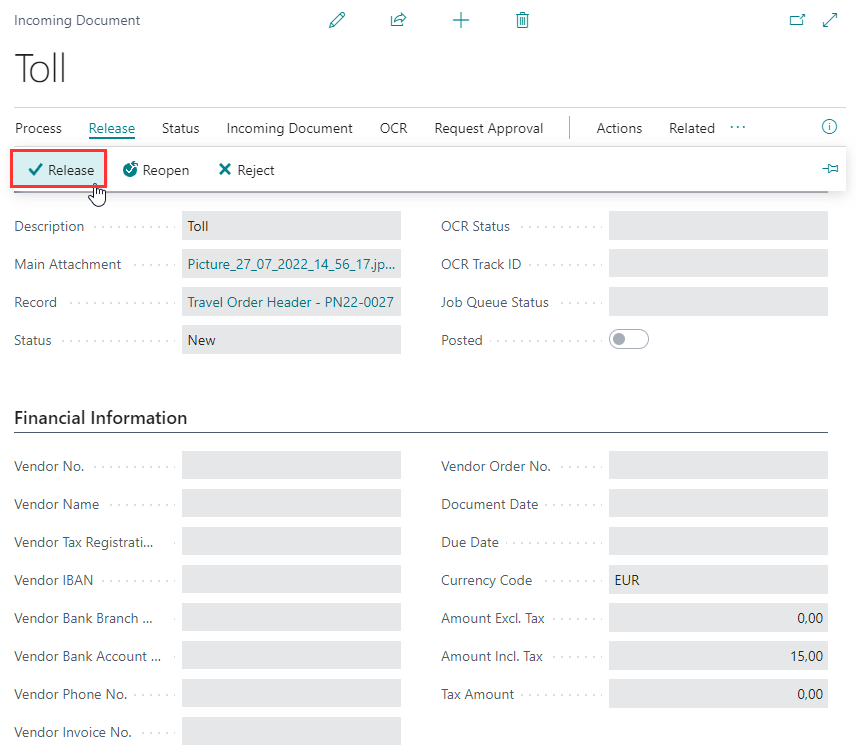 Incoming Document
Toll
Process Release Status Incoming Document OCR Request Approval Actions Related ...
Release Reopen Reject
Description Toll OCR Status
Main Attachment Picture_27_07_2022_14_56_17.jp... OCR Track ID
Record Travel Order Header - PN22-0027 Job Queue Status
Status New Posted
Financial Information
Vendor No. Vendor Order No.
Vendor Name Document Date
Vendor Tax Registrati... Due Date
Vendor IBAN Currency Code EUR
Vendor Bank Branch ... Amount Excl. Tax 0,00
Vendor Bank Account ... Amount Incl. Tax 15,00
Vendor Phone No. Tax Amount 0,00
Vendor Invoice No.